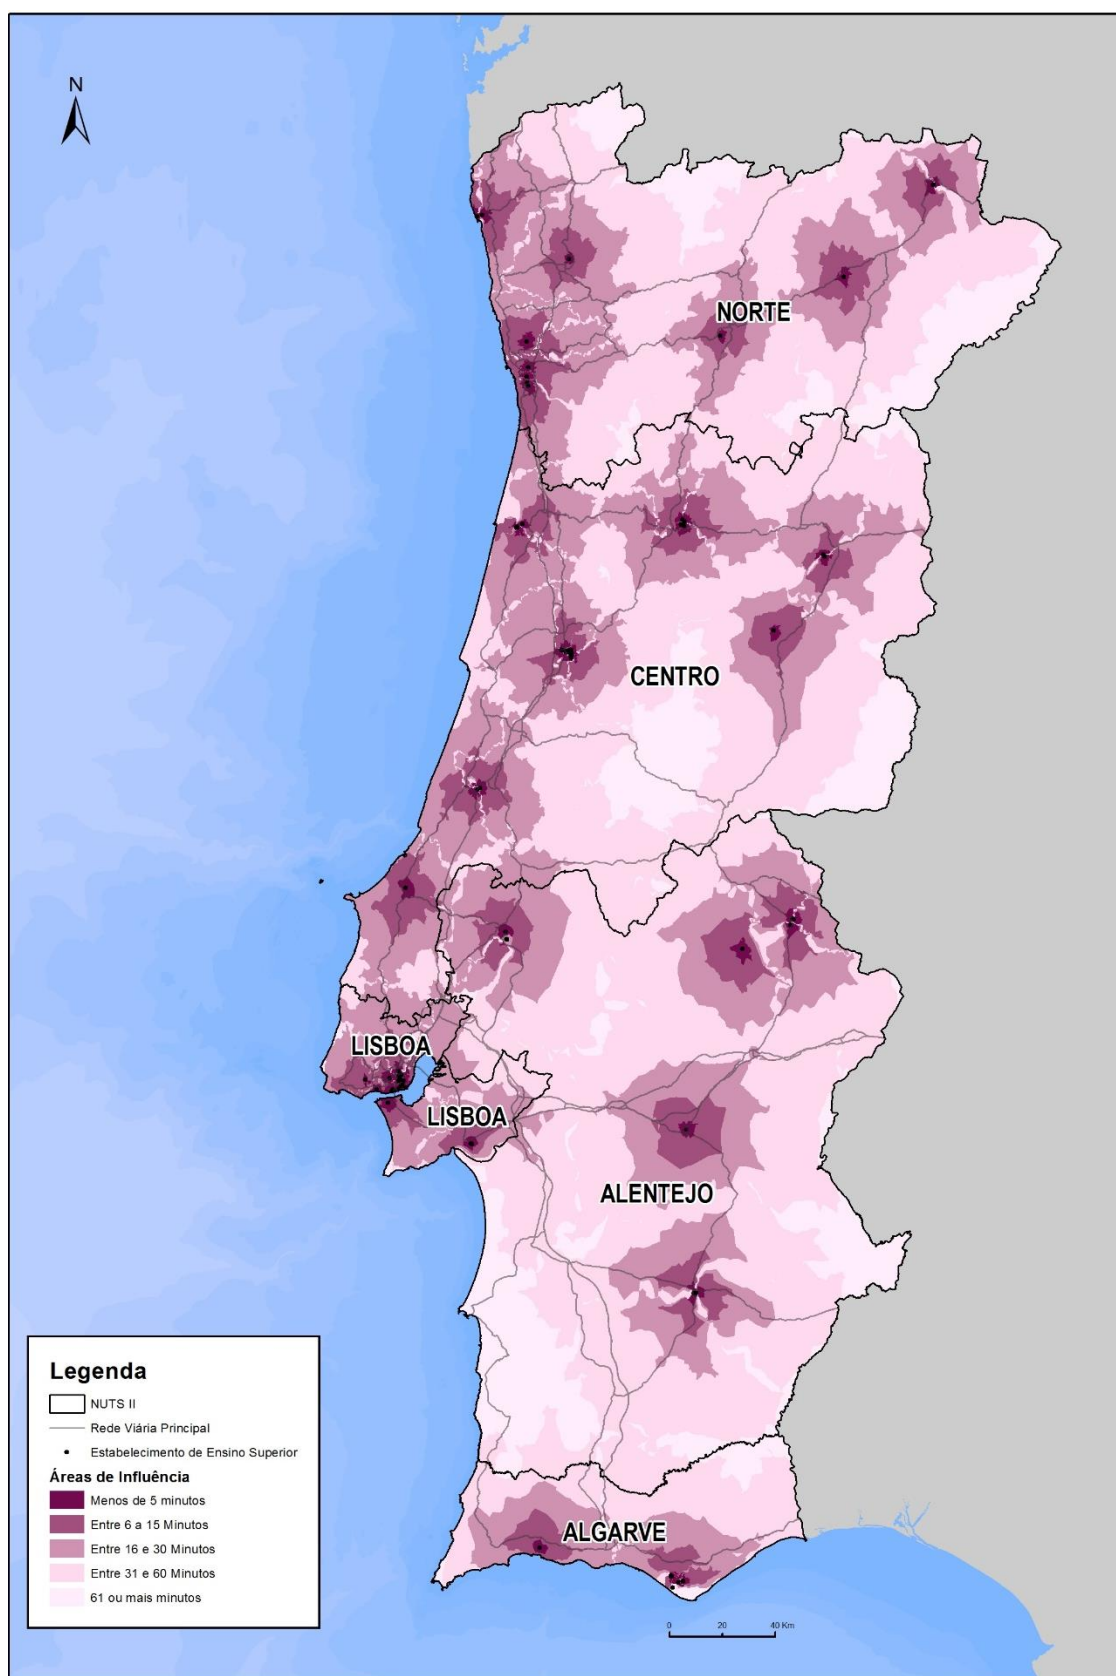 N
NORTE
CENTRO
LISBOA
LISBOA
ALENTEJO
ALGARVE
Legenda
NUTS II
Rede Viária Principal
Estabelecimento de Ensino Superior
Áreas de Influência
Menos de 5 minutos
Entre 6 a 15 Minutos
Entre 16 e 30 Minutos
Entre 31 e 60 Minutos
61 ou mais minutos
0 20 40 Km